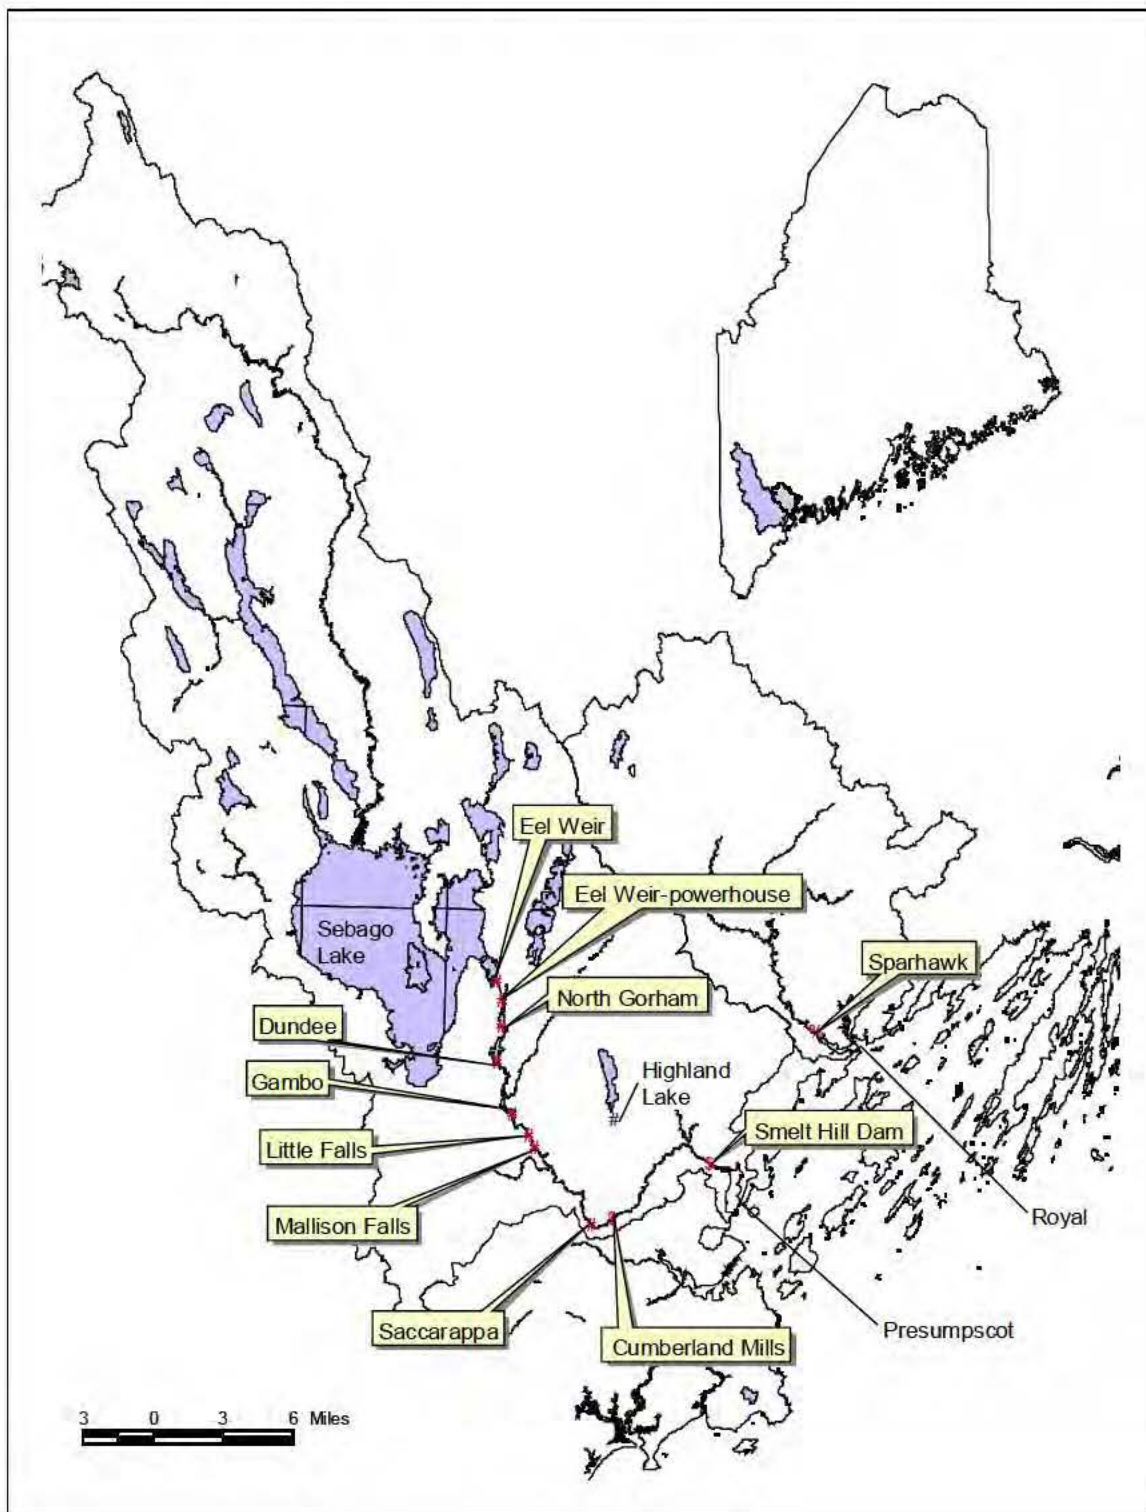 Eel Weir
Eel Weir-powerhouse
Sebago
Lake
Sparhawk
North Gorham
Dundee
Gambo
Highland
Lake
Smelt Hill Dam
Little Falls
Mallison Falls
Royal
Saccarappa
Presumpscot
Cumberland Mills
3 0 3 6 Miles